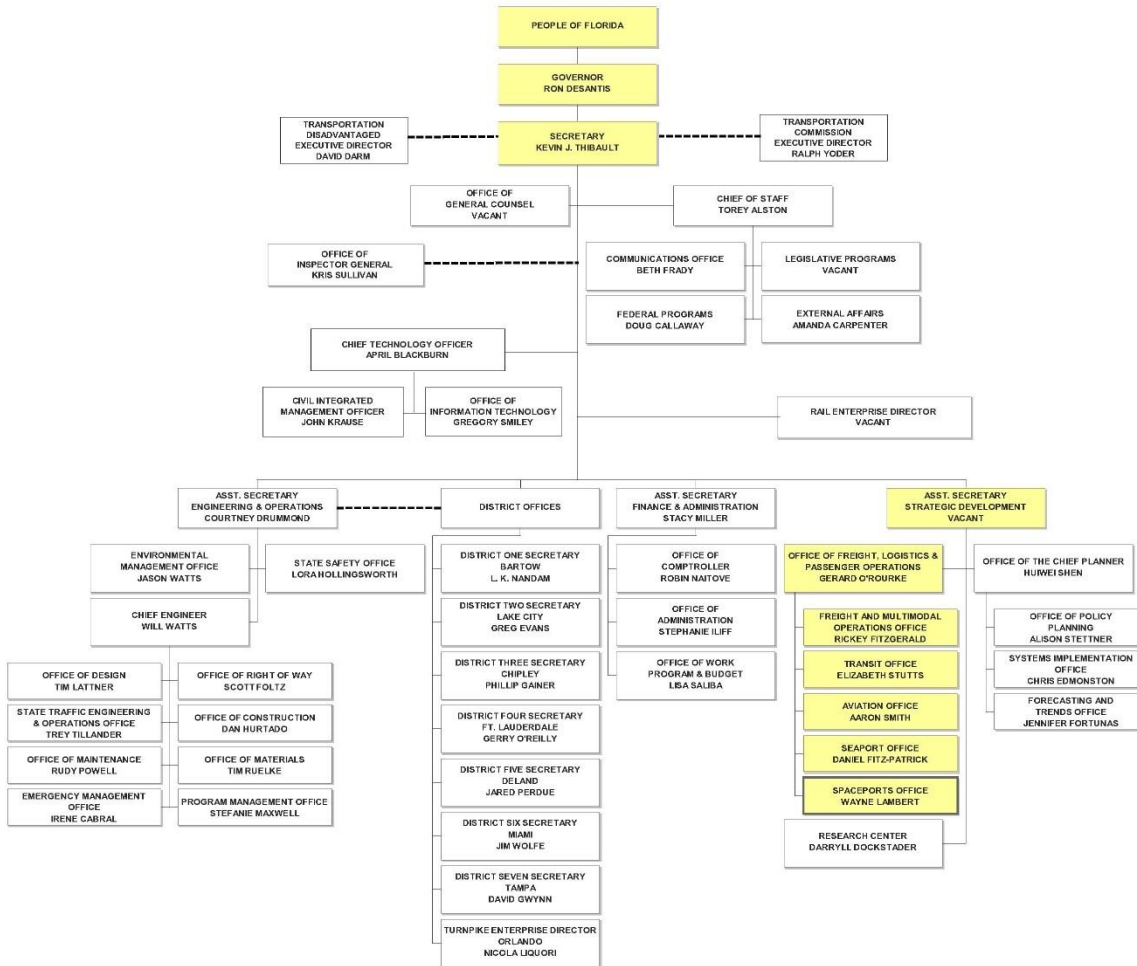 PEOPLE OF FLORIDA
GOVERNOR
RON DESANTIS
TRANSPORTATION
DISADVANTAGED
EXECUTIVE DIRECTOR
DAVID DARM
SECRETARY
KEVIN J. THIBAULT
TRANSPORTATION
COMMISSION
EXECUTIVE DIRECTOR
RALPH YODER
OFFICE OF
GENERAL COUNSEL
VACANT
CHIEF OF STAFF
TOREY ALSTON
OFFICE OF
INSPECTOR GENERAL
KRIS SULLIVAN
COMMUNICATIONS OFFICE
BETH FRADY
LEGISLATIVE PROGRAMS
VACANT
FEDERAL PROGRAMS
DOUG CALLAWAY
EXTERNAL AFFAIRS
AMANDA CARPENTER
CHIEF TECHNOLOGY OFFICER
APRIL BLACKBURN
CIVIL INTEGRATED
MANAGEMENT OFFICER
JOHN KRAUSE
OFFICE OF
INFORMATION TECHNOLOGY
GREGORY SMILEY
RAIL ENTERPRISE DIRECTOR
VACANT
ASST. SECRETARY
ENGINEERING & OPERATIONS
COURTNEY DRUMMOND
DISTRICT OFFICES
ASST. SECRETARY
FINANCE & ADMINISTRATION
STACY MILLER
ASST. SECRETARY
STRATEGIC DEVELOPMENT
VACANT
ENVIRONMENTAL
MANAGEMENT OFFICE
JASON WATTS
STATE SAFETY OFFICE
LORA HOLLINGSWORTH
CHIEF ENGINEER
WILL WATTS
OFFICE OF DESIGN
TIM LATTNER
OFFICE OF RIGHT OF WAY
SCOTT FOLTZ
STATE TRAFFIC ENGINEERING
& OPERATIONS OFFICE
TREY TILLANDER
OFFICE OF CONSTRUCTION
DAN HURTADO
OFFICE OF MAINTENANCE
RUDY POWELL
OFFICE OF MATERIALS
TIM RUELKE
EMERGENCY MANAGEMENT
OFFICE
IRENE CABRAL
PROGRAM MANAGEMENT OFFICE
STEFANIE MAXWELL
DISTRICT ONE SECRETARY
BARTOW
L. K. NANDAM
DISTRICT TWO SECRETARY
LAKE CITY
GREG EVANS
DISTRICT THREE SECRETARY
CHIPLEY
PHILLIP GAINER
DISTRICT FOUR SECRETARY
FT. LAUDERDALE
GERRY O'REILLY
DISTRICT FIVE SECRETARY
DELAND
JARED PERDUE
DISTRICT SIX SECRETARY
MIAMI
JIM WOLFE
DISTRICT SEVEN SECRETARY
TAMPA
DAVID GWYNN
TURNPIKE ENTERPRISE DIRECTOR
ORLANDO
NICOLA LIQUORI
OFFICE OF
COMPTROLLER
ROBIN NAITOVE
OFFICE OF
ADMINISTRATION
STEPHANIE ILIFF
OFFICE OF WORK
PROGRAM & BUDGET
LISA SALIBA
OFFICE OF FREIGHT, LOGISTICS &
PASSENGER OPERATIONS
GERARD O'ROURKE
OFFICE OF THE CHIEF PLANNER
HUIWEI SHEN
FREIGHT AND MULTIMODAL
OPERATIONS OFFICE
RICKEY FITZGERALD
TRANSIT OFFICE
ELIZABETH STUTTS
AVIATION OFFICE
AARON SMITH
SEAPORT OFFICE
DANIEL FITZ-PATRICK
SPACEPORTS OFFICE
WAYNE LAMBERT
OFFICE OF POLICY
PLANNING
ALISON STETTNER
SYSTEMS IMPLEMENTATION
OFFICE
CHRIS EDMONSTON
FORECASTING AND
TRENDS OFFICE
JENNIFER FORTUNAS
RESEARCH CENTER
DARRYLL DOCKSTADER